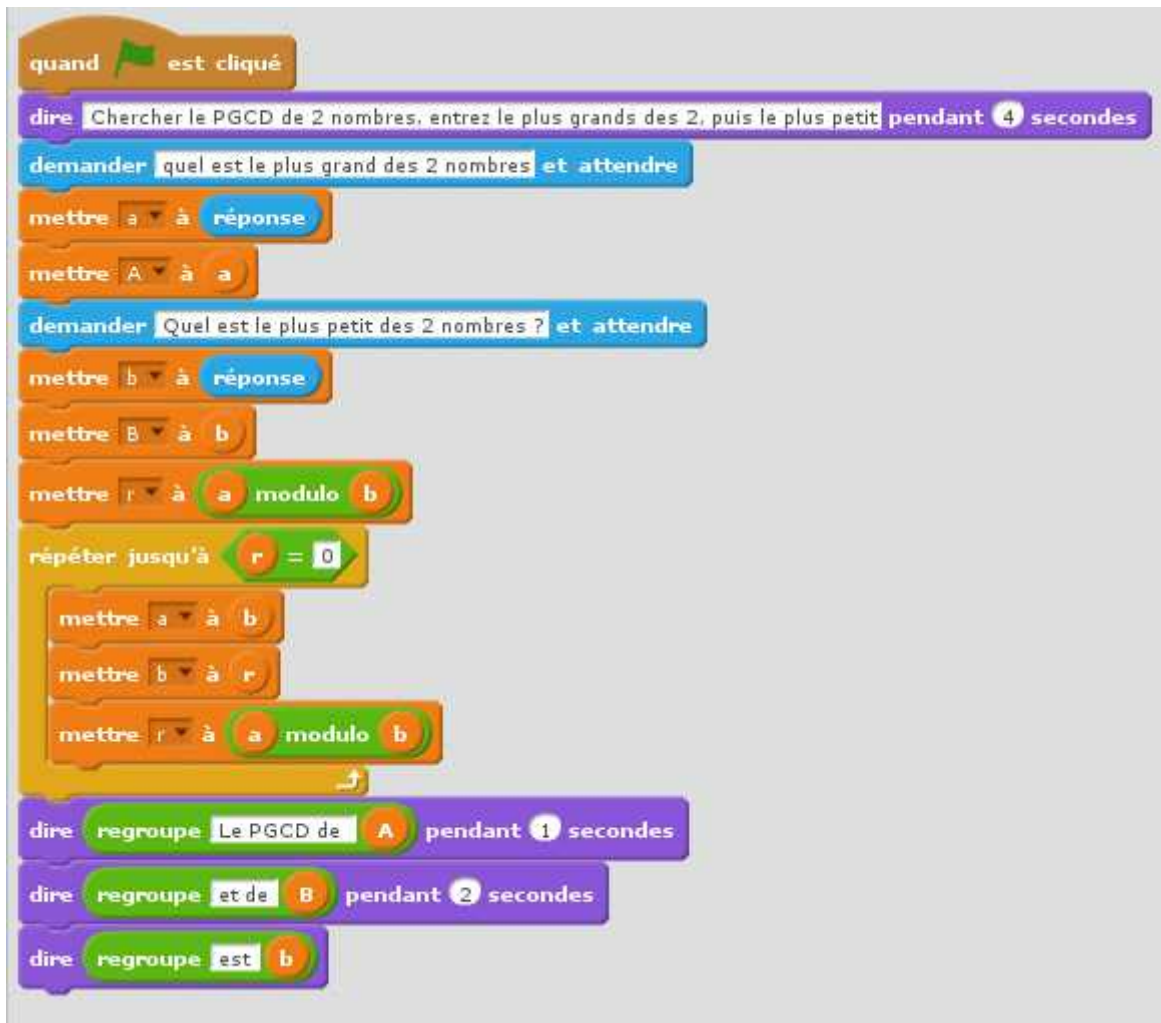 quand est cliqué
dire Chercher le PGCD de 2 nombres. entrez le plus grands des 2, puis le plus petit pendant 4 secondes
demander quel est le plus grand des 2 nombres et attendre
mettre a à réponse
mettre A à a
demander Quel est le plus petit des 2 nombres ? et attendre
mettre b à réponse
mettre B à b
mettre r à a modulo b
répéter jusqu'à r = 0
mettre a à b
mettre b à r
mettre r à a modulo b
dire regroupe Le PGCD de A pendant 1 secondes
dire regroupe et de B pendant 2 secondes
dire regroupe est b